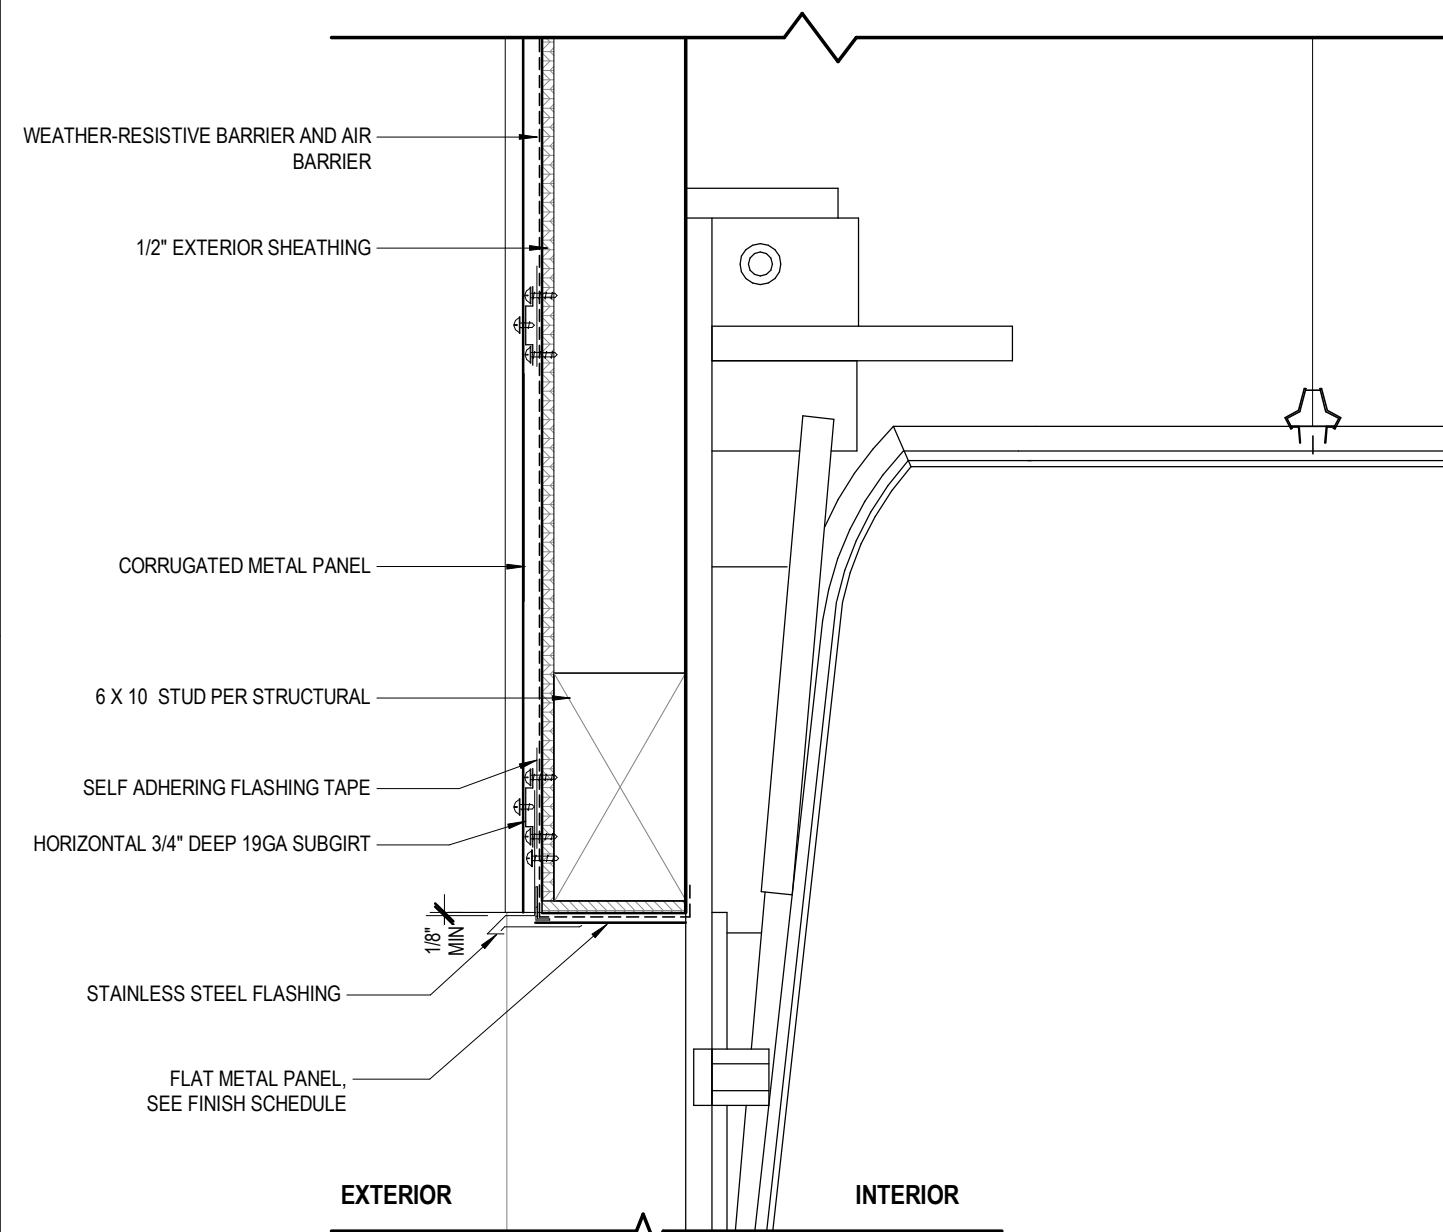 WEATHER-RESISTIVE BARRIER AND AIR
BARRIER
1/2" EXTERIOR SHEATHING
CORRUGATED METAL PANEL
6 X 10 STUD PER STRUCTURAL
SELF ADHERING FLASHING TAPE
HORIZONTAL 3/4" DEEP 19GA SUBGIRT
1/8"
MIN
STAINLESS STEEL FLASHING
FLAT METAL PANEL,
SEE FINISH SCHEDULE
EXTERIOR
INTERIOR